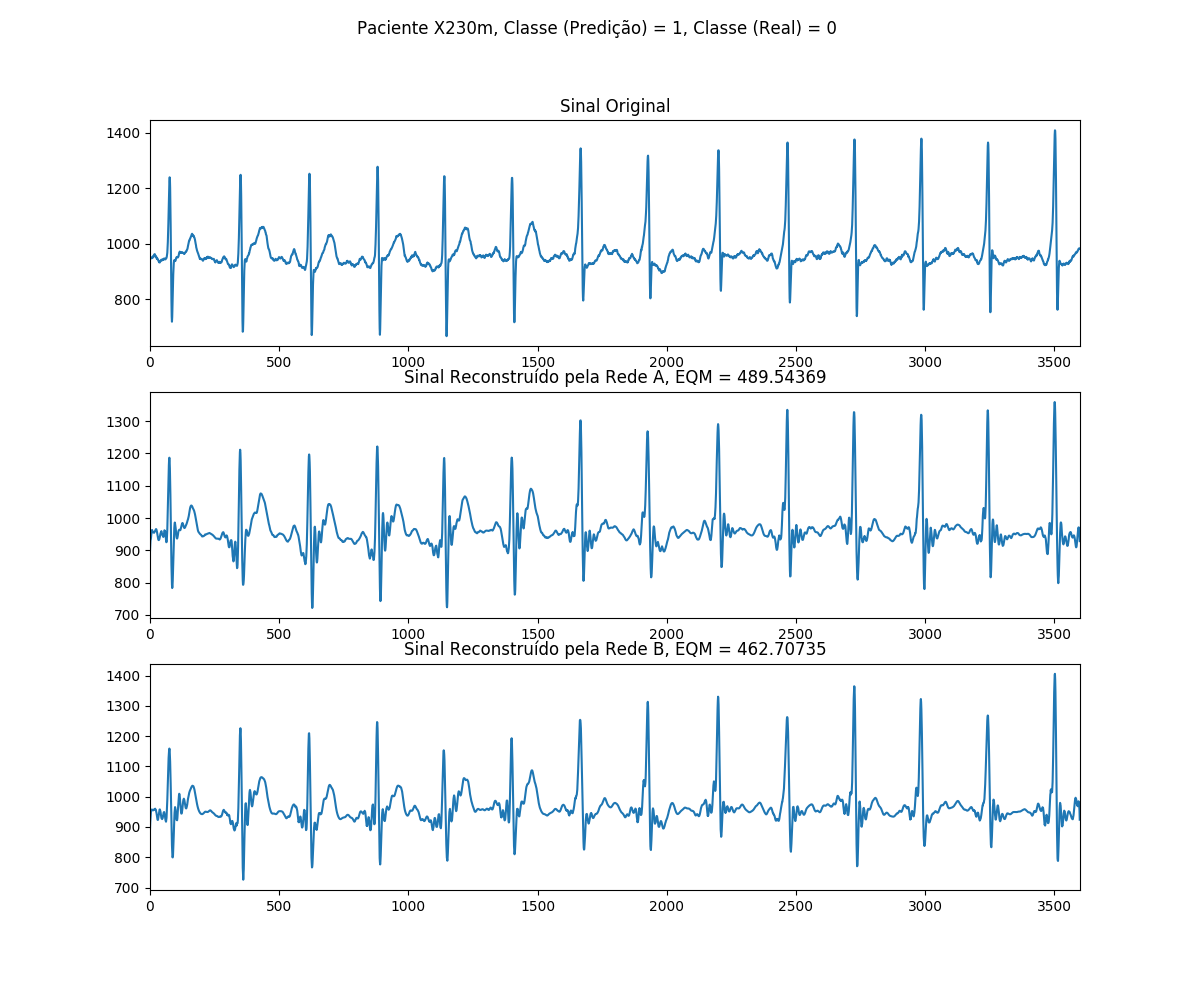 Paciente X230m, Classe (Predição) = 1, Classe (Real) = 0
Sinal Original
1400
1200
1000
800
0 500 1000 1500 2000 2500 3000 3500
Sinal Reconstruído pela Rede A, EQM = 489.54369
1300
1200
1100
1000
900
800
700
0 500 1000 1500 2000 2500 3000 3500
Sinal Reconstruído pela Rede B, EQM = 462.70735
1400
1300
1200
1100
1000
900
800
700
0 500 1000 1500 2000 2500 3000 3500